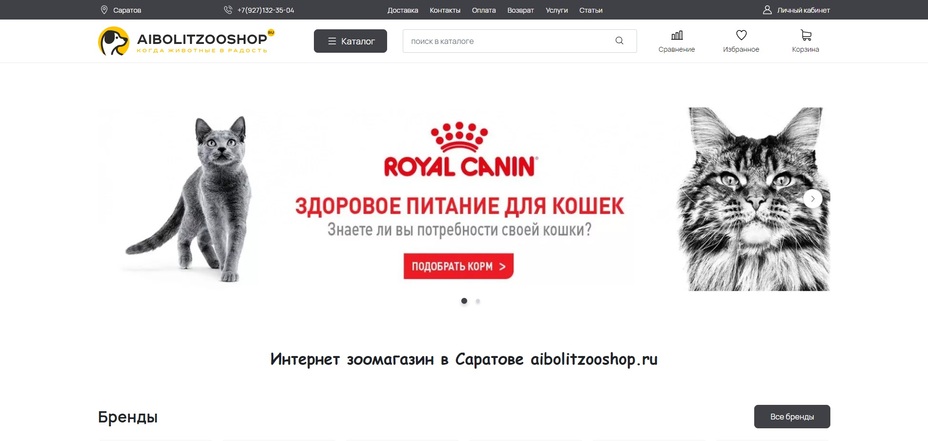 Саратов
+7(927)132-35-04
Доставка Контакты Оплата Возврат Услуги Статьи
Личный кабинет
AIBOLITZOOSHOP RU
КОГДА ЖИВОТНЫЕ В РАДОСТЬ
Каталог
поиск в каталоге
Сравнение
Избранное
Корзина
ROYAL CANIN
ЗДОРОВОЕ ПИТАНИЕ ДЛЯ КОШЕК
Знаете ли вы потребности своей кошки?
ПОДОБРАТЬ КОРМ >
Интернет зоомагазин в Саратове aibolitzooshop.ru
Бренды
Все бренды